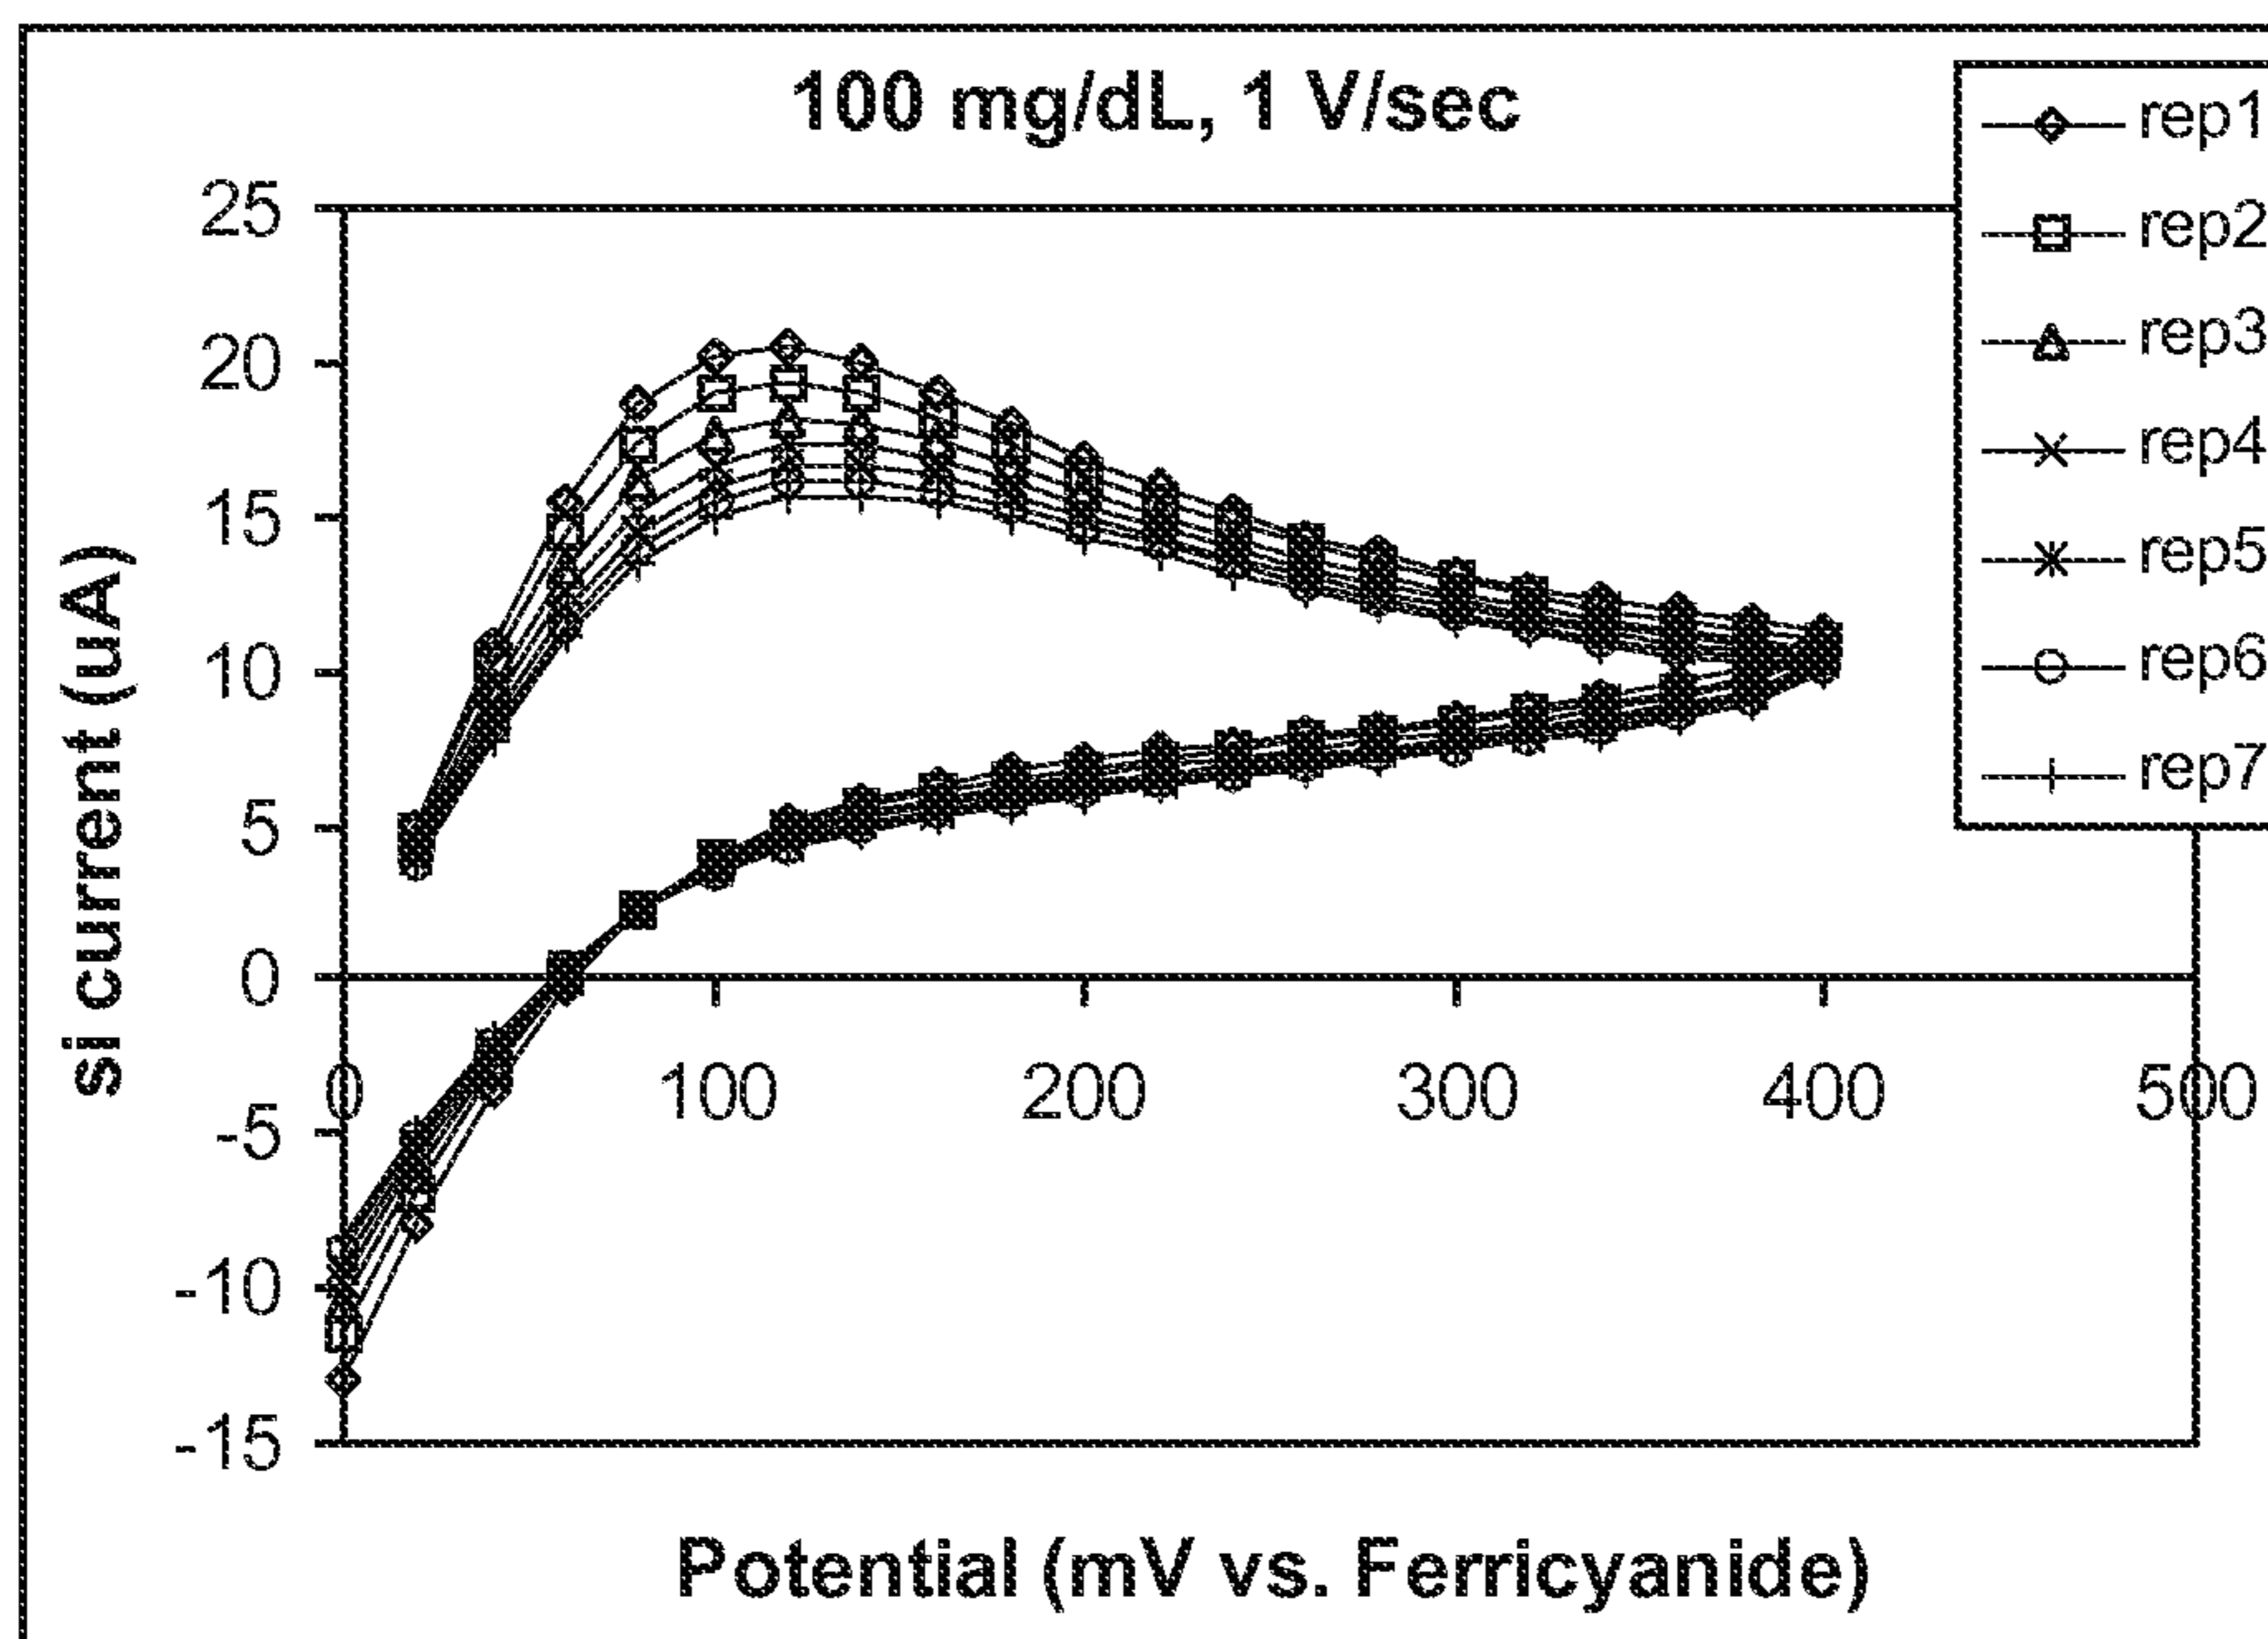 100 mg/dL, 1 V/sec
rep1
rep2
rep3
rep4
rep5
rep6
rep7
si current (uA)
25
20
15
10
5
0
-5
-10
-15
0 100 200 300 400 500
Potential (mV vs. Ferricyanide)